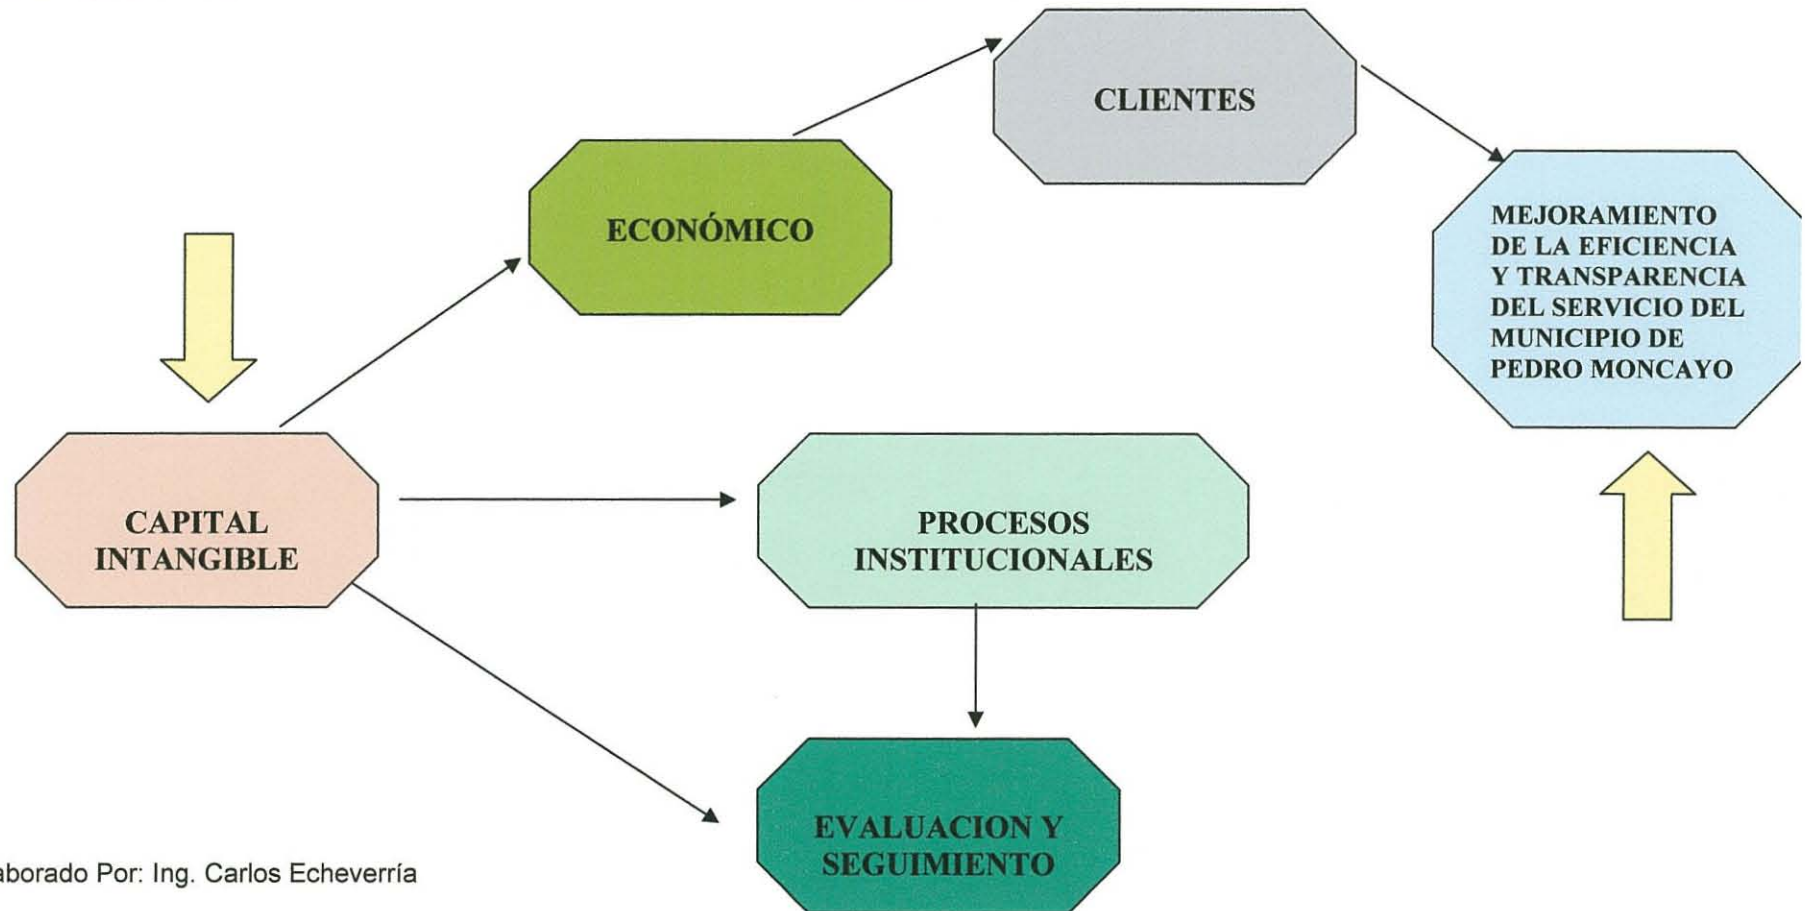 CLIENTES
ECONÓMICO
MEJORAMIENTO
DE LA EFICIENCIA
Y TRANSPARENCIA
DEL SERVICIO DEL
MUNICIPIO DE
PEDRO MONCAYO
CAPITAL
INTANGIBLE
PROCESOS
INSTITUCIONALES
EVALUACION Y
SEGUIMIENTO
aborado Por: Ing. Carlos Echeverría